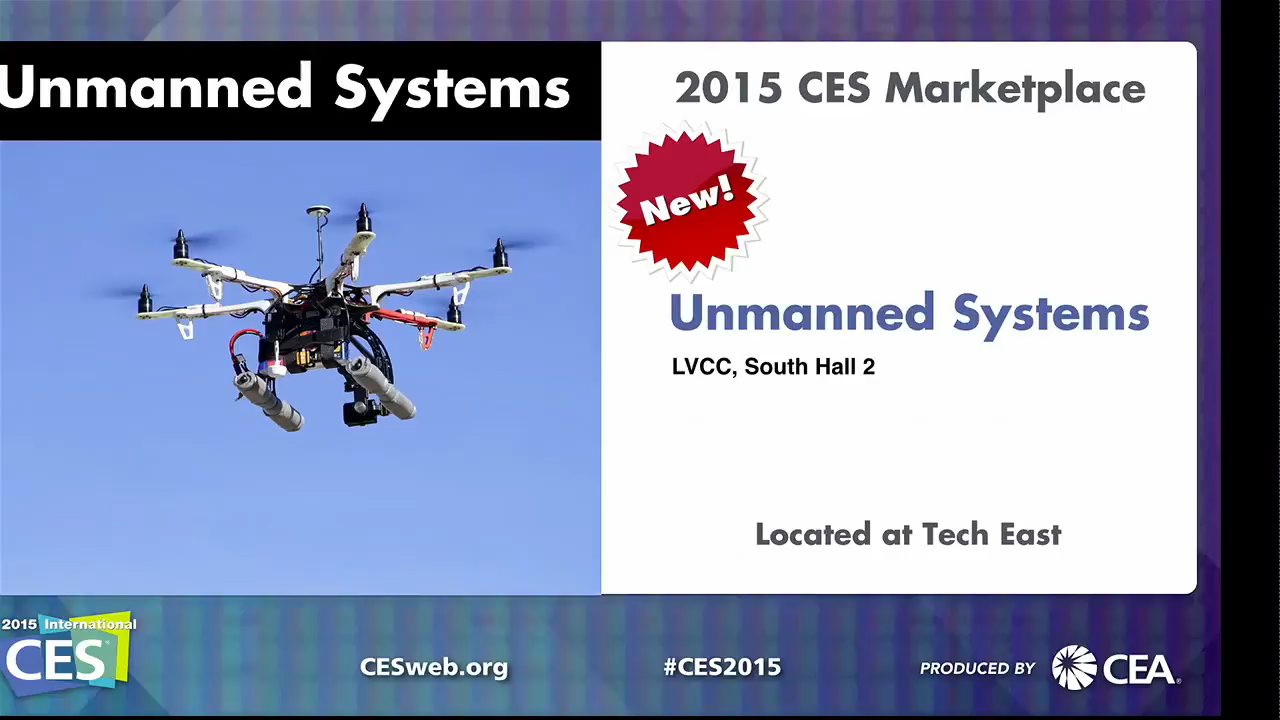 Unmanned Systems
2015 CES Marketplace
New!
Unmanned Systems
LVCC, South Hall 2
Located at Tech East
2015 International
CES
CESweb.org
#CES2015
PRODUCED BY
CEA